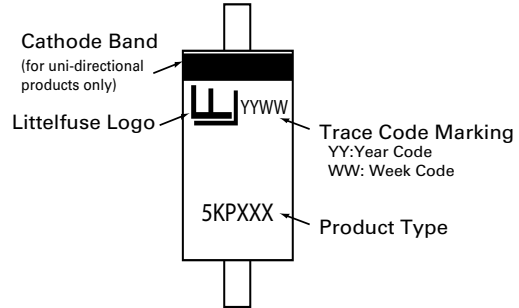 Cathode Band
(for uni-directional
products only)
Littelfuse Logo
YYWW
Trace Code Marking
YY:Year Code
WW: Week Code
5KPXXX
Product Type